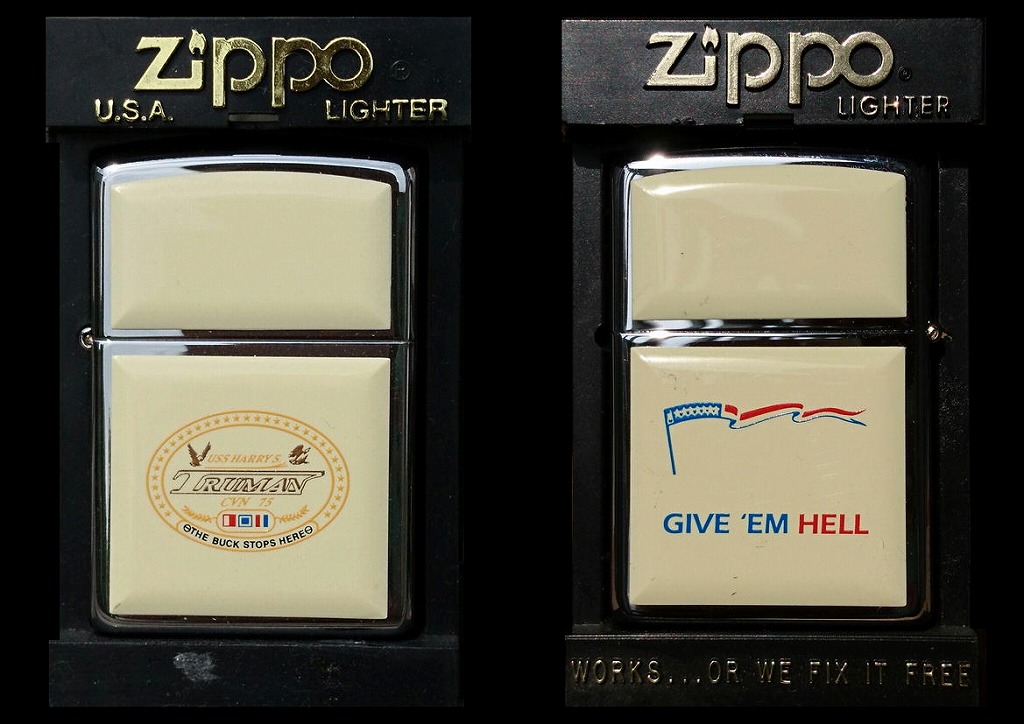 Zippo
U.S.A. LIGHTER
USS HARRY S.
TRUMAN
CVN 75
THE BUCK STOPS HERE
Zippo
LIGHTER
GIVE 'EM HELL
WORKS...OR WE FIX IT FREE